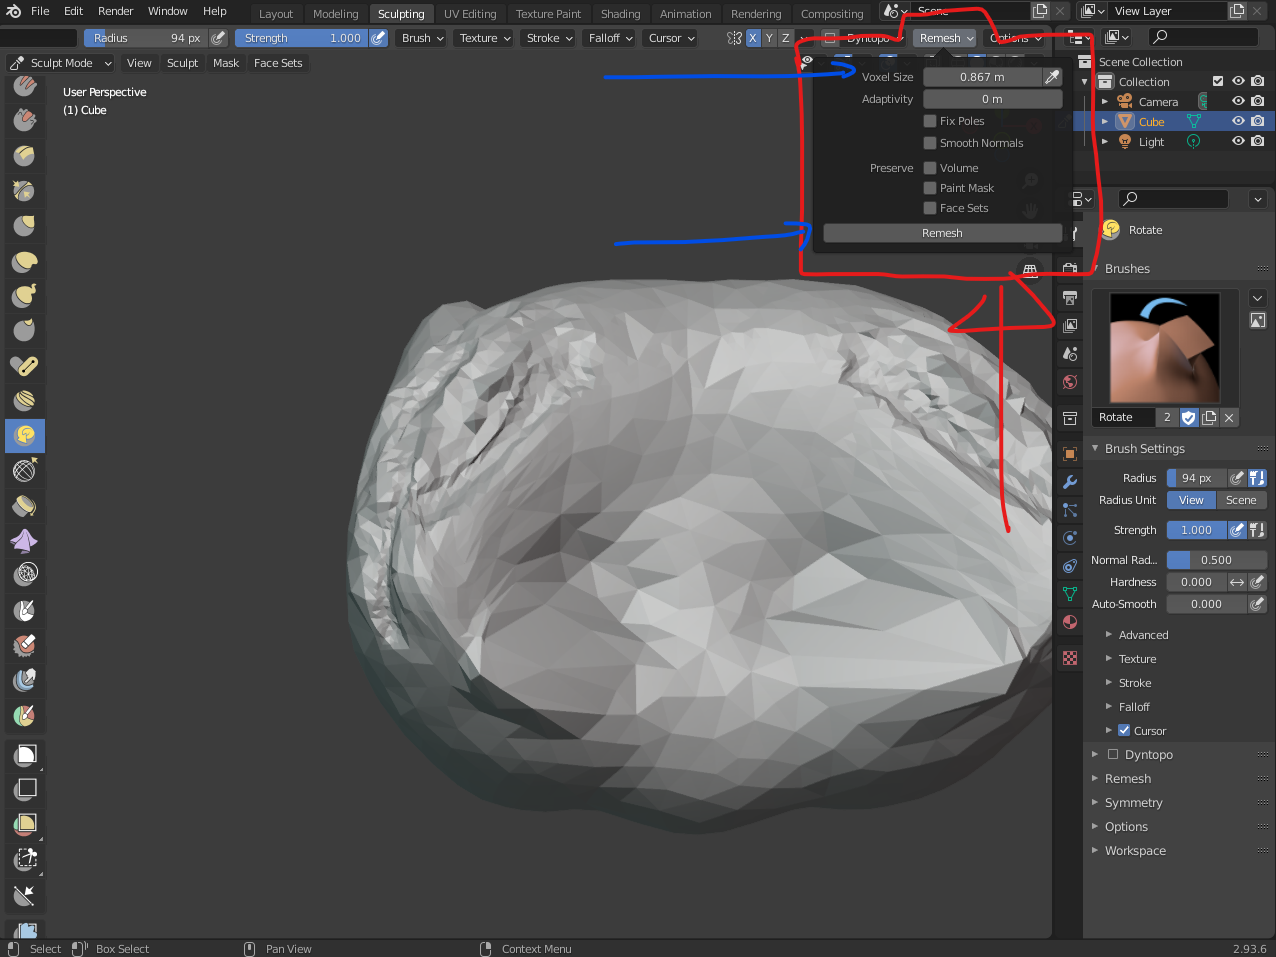 File Edit Render Window Help Layout Modeling Sculpting UV Editing Texture Paint Shading Animation Rendering Compositing Scene View Layer
Radius 94 px Strength 1.000 Brush Texture Stroke Falloff Cursor X Y Z Dyntopo Remesh Options
Sculpt Mode View Sculpt Mask Face Sets
User Perspective
(1) Cube
Voxel Size 0.867 m
Adaptivity 0 m
Fix Poles
Smooth Normals
Preserve Volume
Paint Mask
Face Sets
Remesh
Scene Collection
Collection
Camera
Cube
Light
Rotate
Brushes
Rotate 2
Brush Settings
Radius 94 px
Radius Unit View Scene
Strength 1.000
Normal Rad... 0.500
Hardness 0.000
Auto-Smooth 0.000
Advanced
Texture
Stroke
Falloff
Cursor
Dyntopo
Remesh
Symmetry
Options
Workspace
Select Box Select Pan View Context Menu 2.93.6